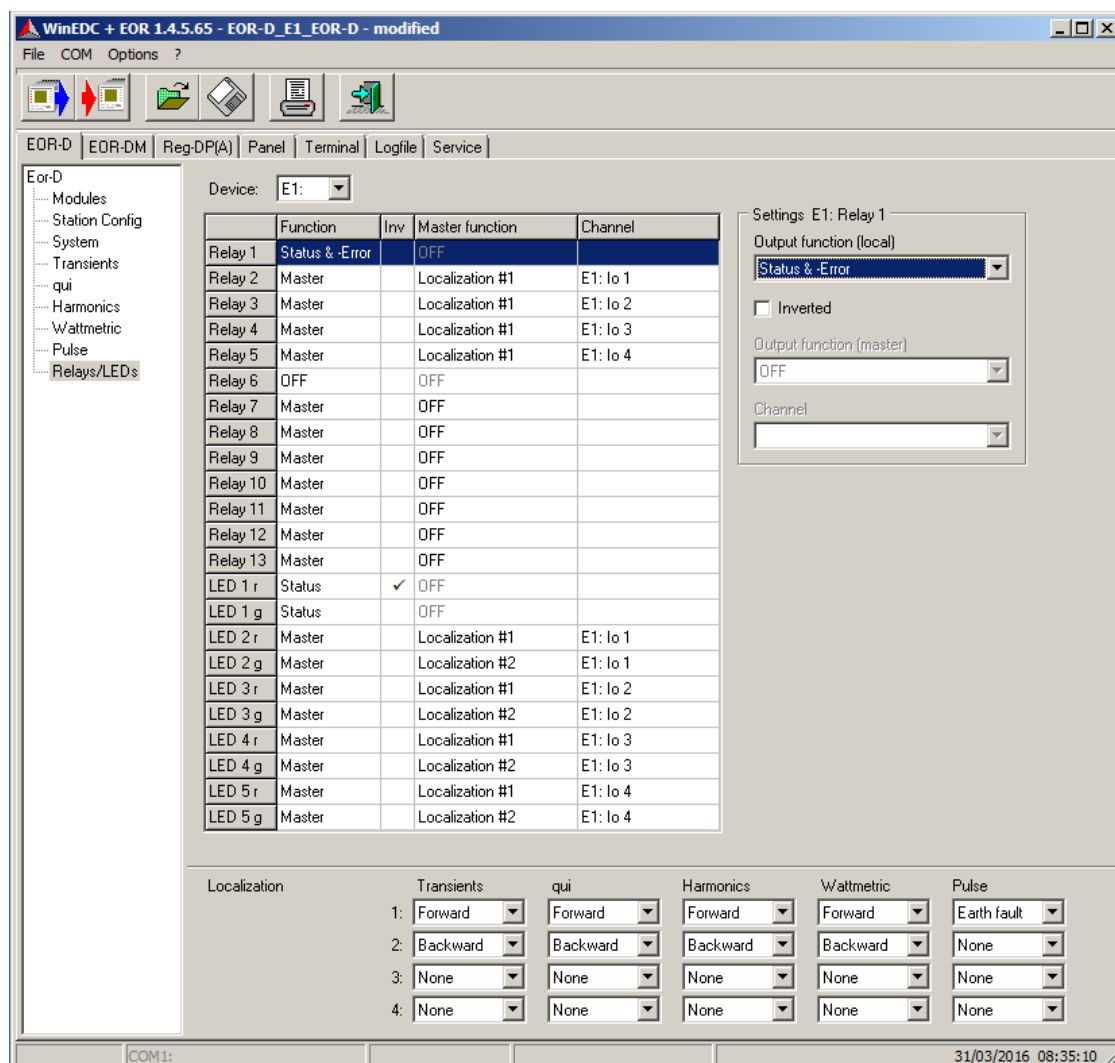 WinEDC + EOR 1.4.5.65 - EOR-D_E1_EOR-D - modified
File COM Options ?
EOR-D EOR-DM Reg-DP(A) Panel Terminal Logfile Service
Eor-D
Modules
Station Config
System
Transients
qui
Harmonics
Wattmetric
Pulse
Relays/LEDs
Device: E1:
Function Inv Master function Channel
Relay 1 Status & -Error OFF
Relay 2 Master Localization #1 E1: Io 1
Relay 3 Master Localization #1 E1: Io 2
Relay 4 Master Localization #1 E1: Io 3
Relay 5 Master Localization #1 E1: Io 4
Relay 6 OFF OFF
Relay 7 Master OFF
Relay 8 Master OFF
Relay 9 Master OFF
Relay 10 Master OFF
Relay 11 Master OFF
Relay 12 Master OFF
Relay 13 Master OFF
LED 1 r Status ✓ OFF
LED 1 g Status OFF
LED 2 r Master Localization #1 E1: Io 1
LED 2 g Master Localization #2 E1: Io 1
LED 3 r Master Localization #1 E1: Io 2
LED 3 g Master Localization #2 E1: Io 2
LED 4 r Master Localization #1 E1: Io 3
LED 4 g Master Localization #2 E1: Io 3
LED 5 r Master Localization #1 E1: Io 4
LED 5 g Master Localization #2 E1: Io 4
Settings E1: Relay 1
Output function (local)
Status & -Error
Inverted
Output function (master)
OFF
Channel
Localization Transients qui Harmonics Wattmetric Pulse
1: Forward Forward Forward Forward Earth fault
2: Backward Backward Backward Backward None
3: None None None None None
4: None None None None None
COM1: 31/03/2016 08:35:10